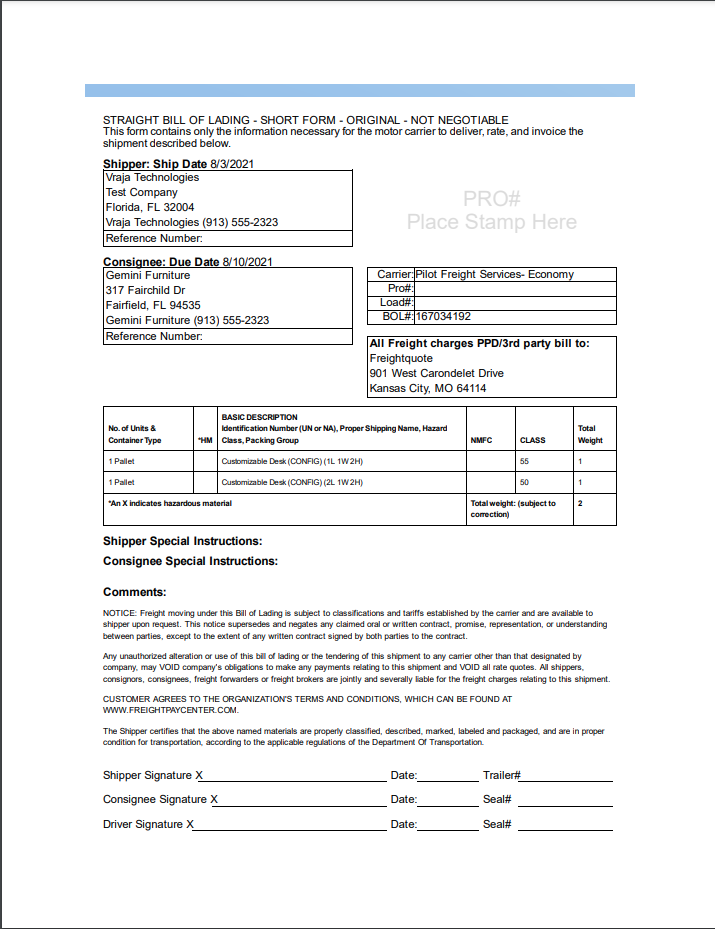 STRAIGHT BILL OF LADING - SHORT FORM - ORIGINAL - NOT NEGOTIABLE
This form contains only the information necessary for the motor carrier to deliver, rate, and invoice the
shipment described below.
Shipper: Ship Date 8/3/2021
Vraja Technologies
Test Company
Florida, FL 32004
Vraja Technologies (913) 555-2323
Reference Number:
PRO#
Place Stamp Here
Consignee: Due Date 8/10/2021
Gemini Furniture
317 Fairchild Dr
Fairfield, FL 94535
Gemini Furniture (913) 555-2323
Reference Number:
Carrier: Pilot Freight Services- Economy
Pro#:
Load#:
BOL#: 167034192
All Freight charges PPD/3rd party bill to:
Freightquote
901 West Carondelet Drive
Kansas City, MO 64114
No. of Units & Container Type *HM BASIC DESCRIPTION Identification Number (UN or NA), Proper Shipping Name, Hazard Class, Packing Group NMFC CLASS Total Weight
1 Pallet Customizable Desk (CONFIG) (1L 1W 2H) 55 1
1 Pallet Customizable Desk (CONFIG) (2L 1W 2H) 50 1
*An X indicates hazardous material Total weight: (subject to correction) 2
Shipper Special Instructions:
Consignee Special Instructions:
Comments:
NOTICE: Freight moving under this Bill of Lading is subject to classifications and tariffs established by the carrier and are available to
shipper upon request. This notice supersedes and negates any claimed oral or written contract, promise, representation, or understanding
between parties, except to the extent of any written contract signed by both parties to the contract.
Any unauthorized alteration or use of this bill of lading or the tendering of this shipment to any carrier other than that designated by
company, may VOID company's obligations to make any payments relating to this shipment and VOID all rate quotes. All shippers,
consignors, consignees, freight forwarders or freight brokers are jointly and severally liable for the freight charges relating to this shipment.
CUSTOMER AGREES TO THE ORGANIZATION'S TERMS AND CONDITIONS, WHICH CAN BE FOUND AT
WWW.FREIGHTPAYCENTER.COM.
The Shipper certifies that the above named materials are properly classified, described, marked, labeled and packaged, and are in proper
condition for transportation, according to the applicable regulations of the Department Of Transportation.
Shipper Signature X Date: Trailer#
Consignee Signature X Date: Seal#
Driver Signature X Date: Seal#